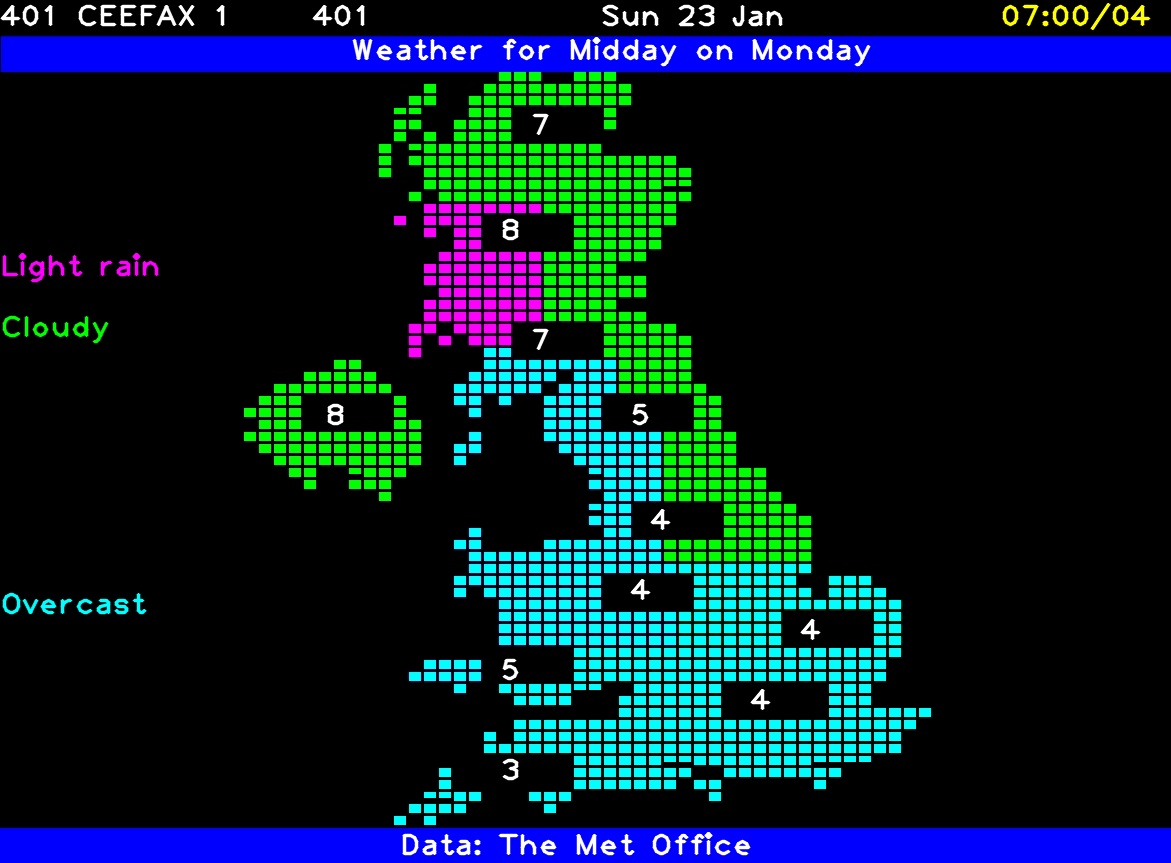 401 CEEFAX 1 401 Sun 23 Jan 07:00/04
Weather for Midday on Monday
7
8
Light rain
Cloudy
7
8 5
4
4
Overcast
4
5
4
3
Data: The Met Office